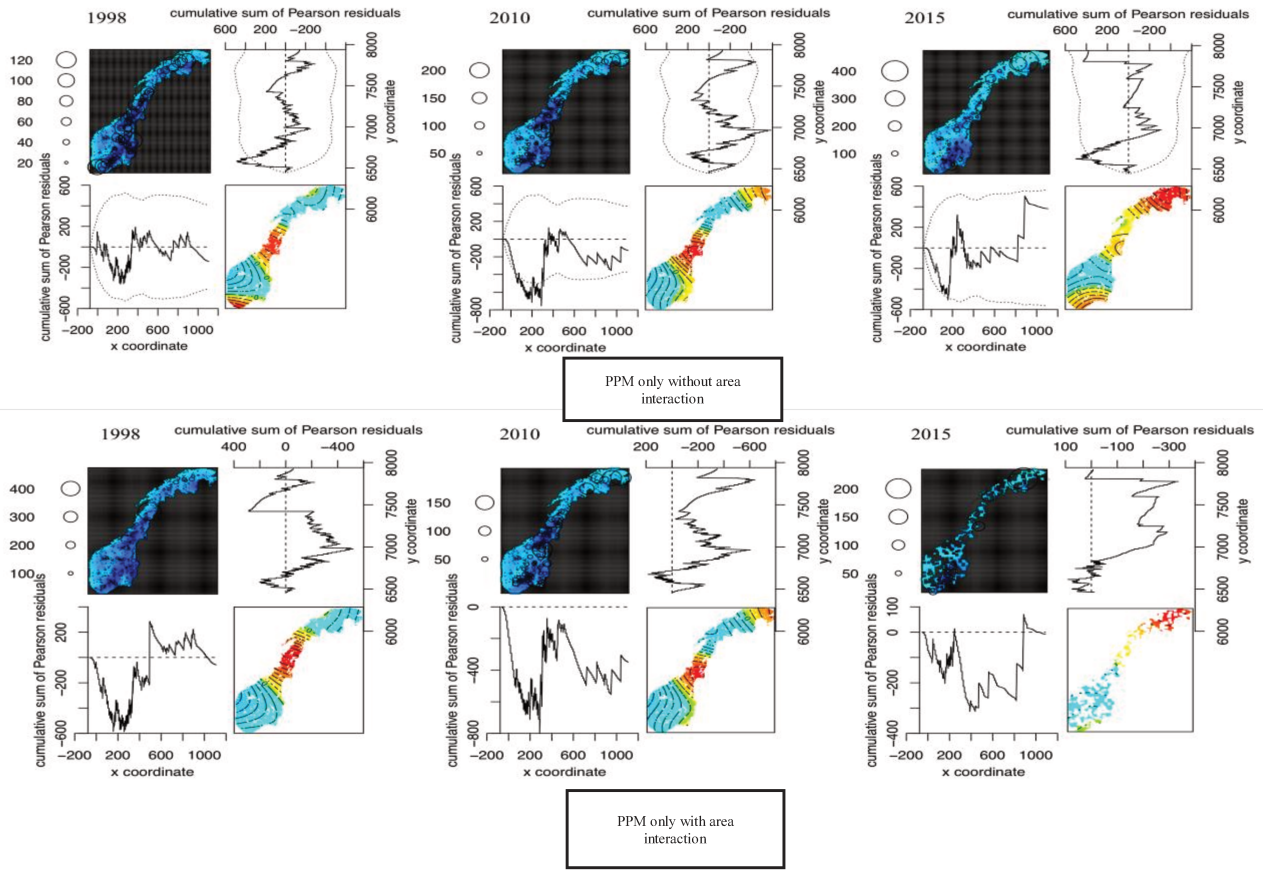 1998
cumulative sum of Pearson residuals
600 200 −200
120
100
80
60
40
20
8000
7500
7000
6500
6000
y coordinate
cumulative sum of Pearson residuals
600
200
−200
−600
−200 200 600 1000
x coordinate
2010
cumulative sum of Pearson residuals
600 200 −200
200
150
100
50
8000
7500
7000
6500
6000
y coordinate
cumulative sum of Pearson residuals
600
200
−200
−800
−200 200 600 1000
x coordinate
2015
cumulative sum of Pearson residuals
600 200 −200
400
300
200
100
8000
7500
7000
6500
6000
y coordinate
cumulative sum of Pearson residuals
600
200
−200
−600
−200 200 600 1000
x coordinate
PPM only without area
interaction
1998
cumulative sum of Pearson residuals
400 0 −400
400
300
200
100
8000
7500
7000
6500
6000
y coordinate
cumulative sum of Pearson residuals
200
−200
−600
−200 200 600 1000
x coordinate
2010
cumulative sum of Pearson residuals
200 −200 −600
150
100
50
8000
7500
7000
6500
6000
y coordinate
cumulative sum of Pearson residuals
0
−400
−800
−200 200 600 1000
x coordinate
2015
cumulative sum of Pearson residuals
100 −100 −300
200
150
100
50
8000
7500
7000
6500
6000
y coordinate
cumulative sum of Pearson residuals
100
0
−200
−400
−200 200 600 1000
x coordinate
PPM only with area
interaction